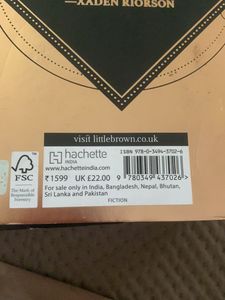 —XADEN RIORSON
visit littlebrown.co.uk
hachette
INDIA
www.hachetteindia.com
ISBN 978-0-3494-3702-6
₹1599 UK £22.00
9 780349 437026
For sale only in India, Bangladesh, Nepal, Bhutan,
Sri Lanka and Pakistan
FICTION
FSC
The Mark of
Responsible
Forestry